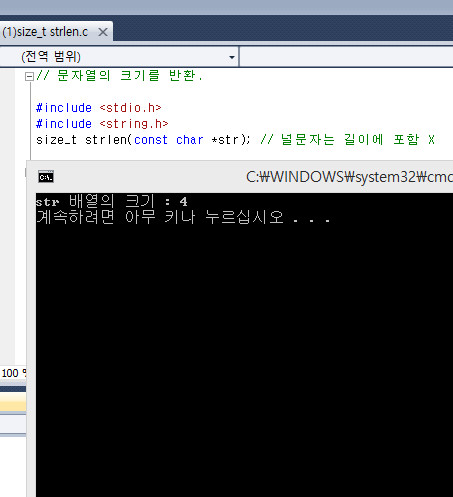 (1)size_t strlen.c
(전역 범위)
// 문자열의 크기를 반환.
#include <stdio.h>
#include <string.h>
size_t strlen(const char *str); // 널문자는 길이에 포함 X
C:\WINDOWS\system32\cmd
str 배열의 크기 : 4
계속하려면 아무 키나 누르십시오 . . .
100 %